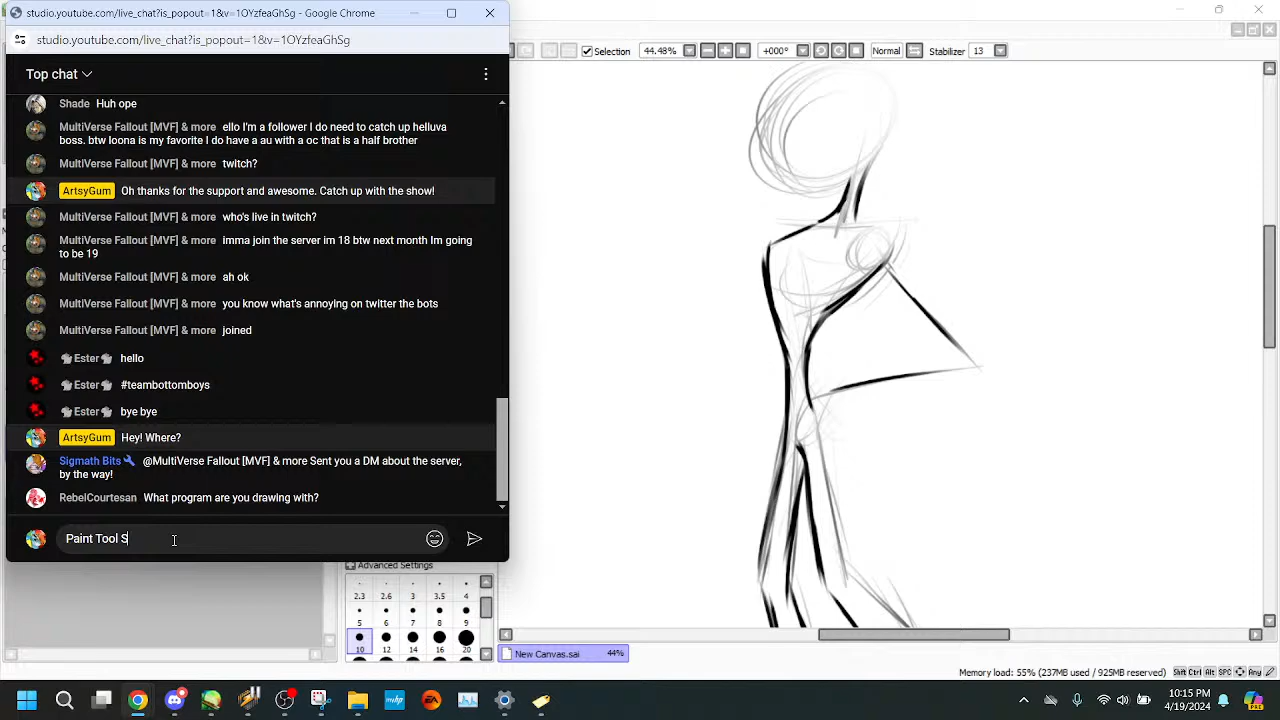 studio.youtube.com/live_chat?is_popout=1&v=1OYzfeaGhSg - Google Chrome
studio.youtube.com/live_chat?is_popout=1&v=1OYzfeaGhSg
Top chat
Shade Huh ope
MultiVerse Fallout [MVF] & more ello I'm a follower I do need to catch up helluva
boss btw loona is my favorite I do have a au with a oc that is a half brother
MultiVerse Fallout [MVF] & more twitch?
ArtsyGum Oh thanks for the support and awesome. Catch up with the show!
MultiVerse Fallout [MVF] & more who's live in twitch?
MultiVerse Fallout [MVF] & more Imma join the server im 18 btw next month Im going
to be 19
MultiVerse Fallout [MVF] & more ah ok
MultiVerse Fallout [MVF] & more you know what's annoying on twitter the bots
MultiVerse Fallout [MVF] & more joined
Ester hello
Ester #teambottomboys
Ester bye bye
ArtsyGum Hey! Where?
Sigmath Bits @MultiVerse Fallout [MVF] & more Sent you a DM about the server,
by the way!
RebelCourtesan What program are you drawing with?
Paint Tool S
Selection 44.48% +000° Normal Stabilizer 13
Advanced Settings
2.3 2.6 3 3.5 4
5 6 7 8 9
10 12 14 16 20
New Canvas.sai 44%
Memory load: 55% (237MB used / 925MB reserved) Shift Ctrl Alt SPC Any
mhp
10:15 PM
4/19/2024